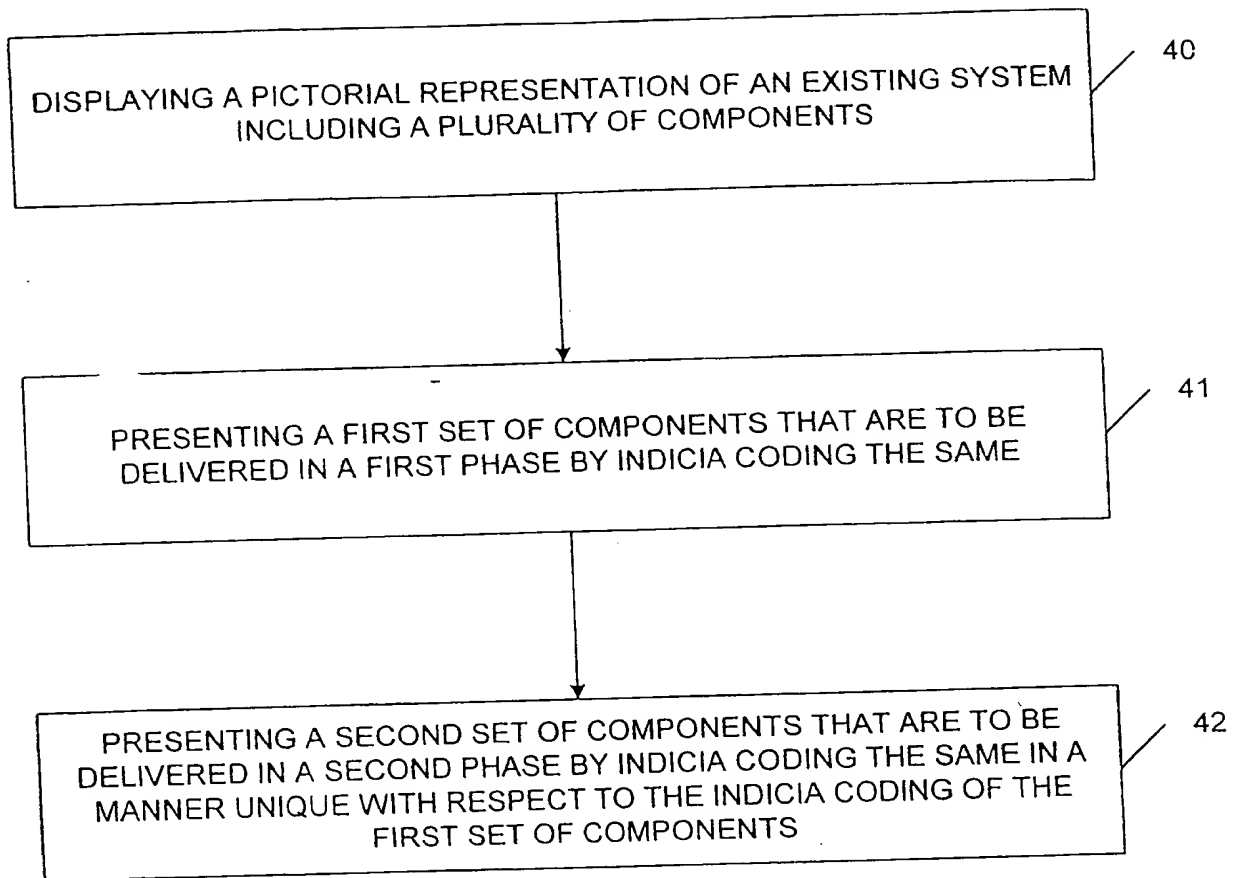 DISPLAYING A PICTORIAL REPRESENTATION OF AN EXISTING SYSTEM
INCLUDING A PLURALITY OF COMPONENTS
40
PRESENTING A FIRST SET OF COMPONENTS THAT ARE TO BE
DELIVERED IN A FIRST PHASE BY INDICIA CODING THE SAME
41
PRESENTING A SECOND SET OF COMPONENTS THAT ARE TO BE
DELIVERED IN A SECOND PHASE BY INDICIA CODING THE SAME IN A
MANNER UNIQUE WITH RESPECT TO THE INDICIA CODING OF THE
FIRST SET OF COMPONENTS
42